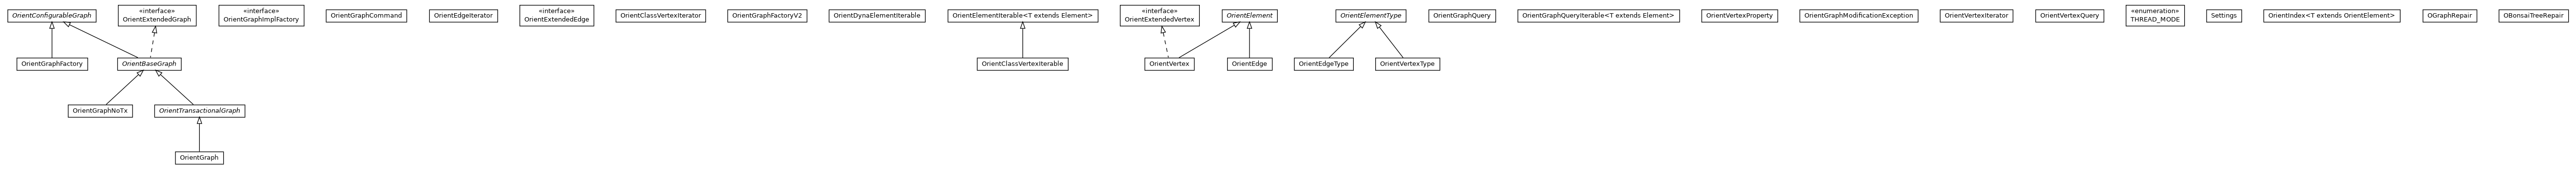 OrientConfigurableGraph
«interface»
OrientExtendedGraph
«interface»
OrientGraphImplFactory
OrientGraphCommand
OrientEdgeIterator
«interface»
OrientExtendedEdge
OrientClassVertexIterator
OrientGraphFactoryV2
OrientDynaElementIterable
OrientElementIterable<T extends Element>
«interface»
OrientExtendedVertex
OrientElement
OrientElementType
OrientGraphQuery
OrientGraphQueryIterable<T extends Element>
OrientVertexProperty
OrientGraphModificationException
OrientVertexIterator
OrientVertexQuery
«enumeration»
THREAD_MODE
Settings
OrientIndex<T extends OrientElement>
OGraphRepair
OBonsaiTreeRepair
OrientGraphFactory
OrientBaseGraph
OrientClassVertexIterable
OrientVertex
OrientEdge
OrientEdgeType
OrientVertexType
OrientGraphNoTx
OrientTransactionalGraph
OrientGraph